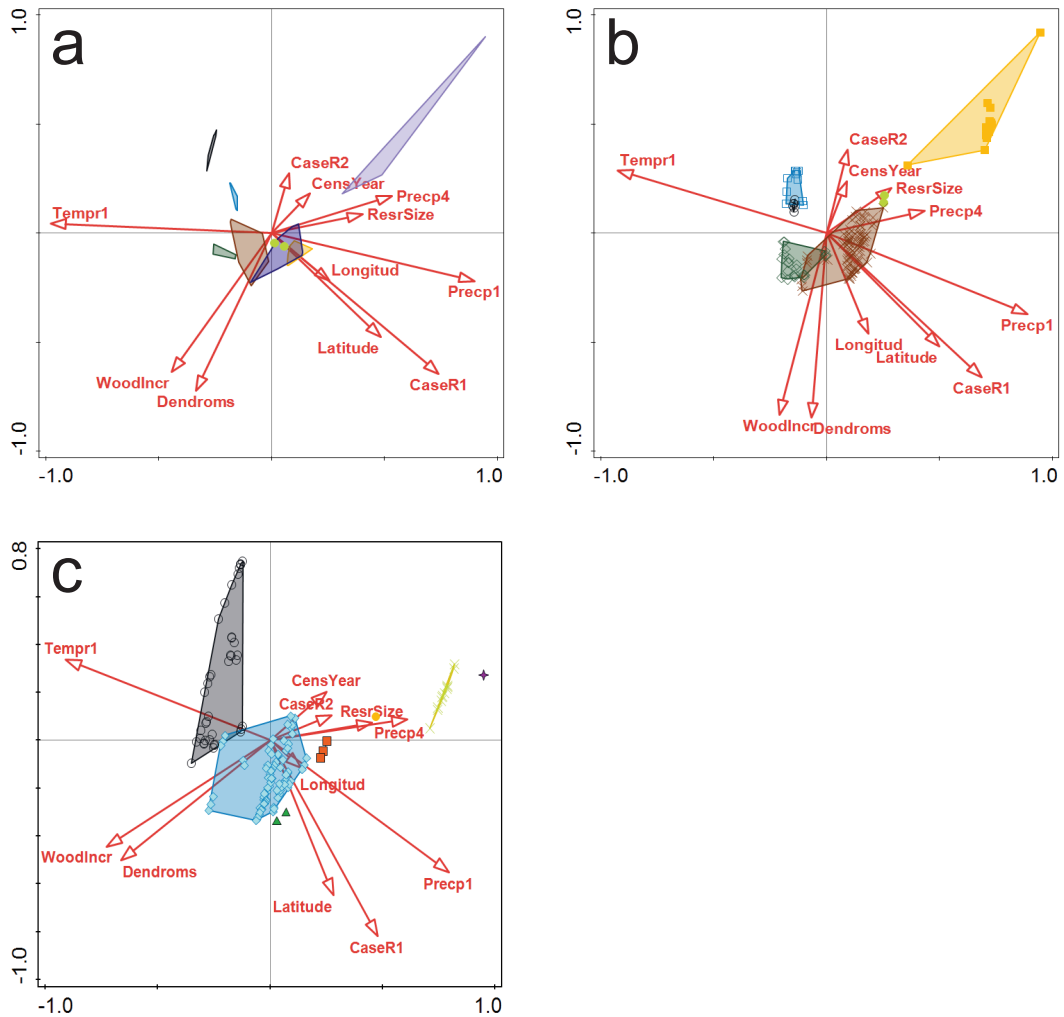 a
1.0
-1.0
-1.0
1.0
CaseR2
CensYear
Precp4
ResrSize
Tempr1
Longitud
Precp1
Latitude
CaseR1
WoodIncr
Dendroms
b
1.0
-1.0
-1.0
1.0
CaseR2
Tempr1
CensYear
ResrSize
Precp4
Precp1
Longitud
Latitude
CaseR1
WoodIncr
Dendroms
c
0.8
-1.0
-1.0
1.0
Tempr1
CensYear
CaseR2
ResrSize
Precp4
Longitud
WoodIncr
Dendroms
Precp1
Latitude
CaseR1